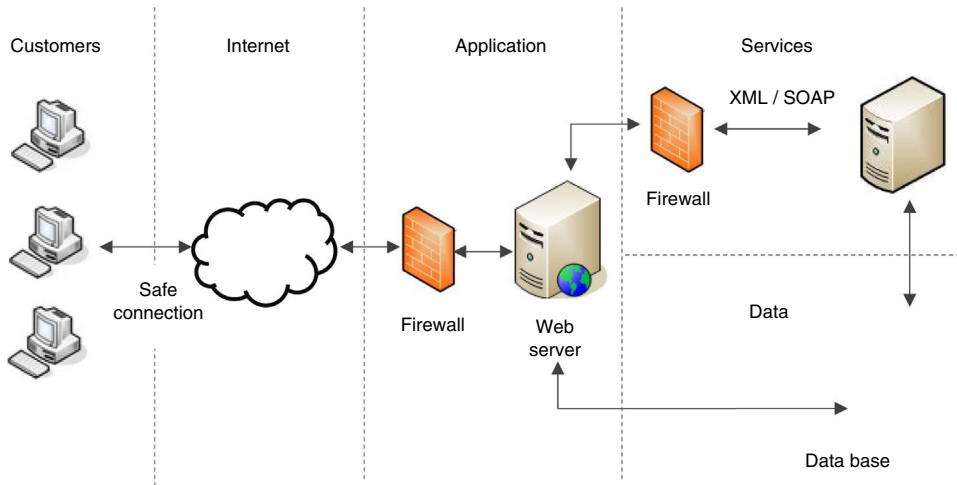 Customers
Internet
Application
Services
XML / SOAP
Firewall
Safe
connection
Firewall
Web
server
Data
Data base